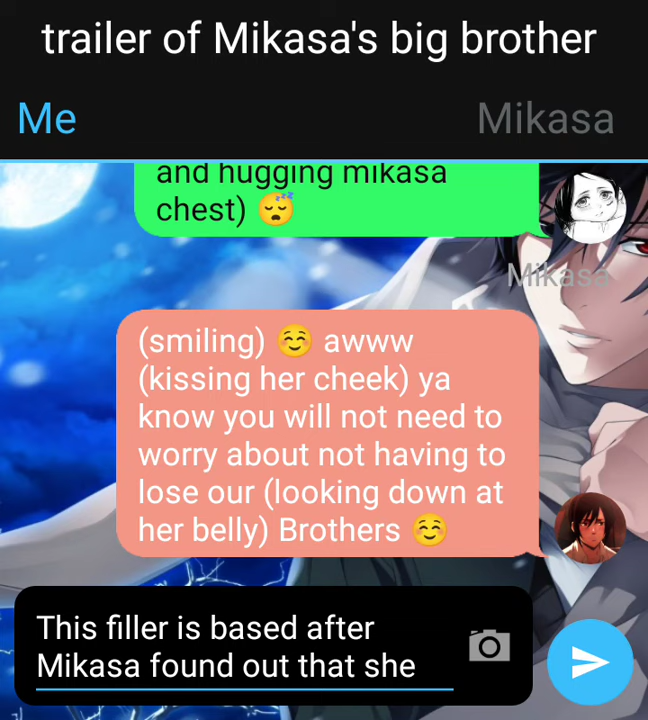 trailer of Mikasa's big brother
Me
Mikasa
and hugging mikasa
chest) 😴
Mikasa
(smiling) ☺️ awww
(kissing her cheek) ya
know you will not need to
worry about not having to
lose our (looking down at
her belly) Brothers ☺️
This filler is based after
Mikasa found out that she